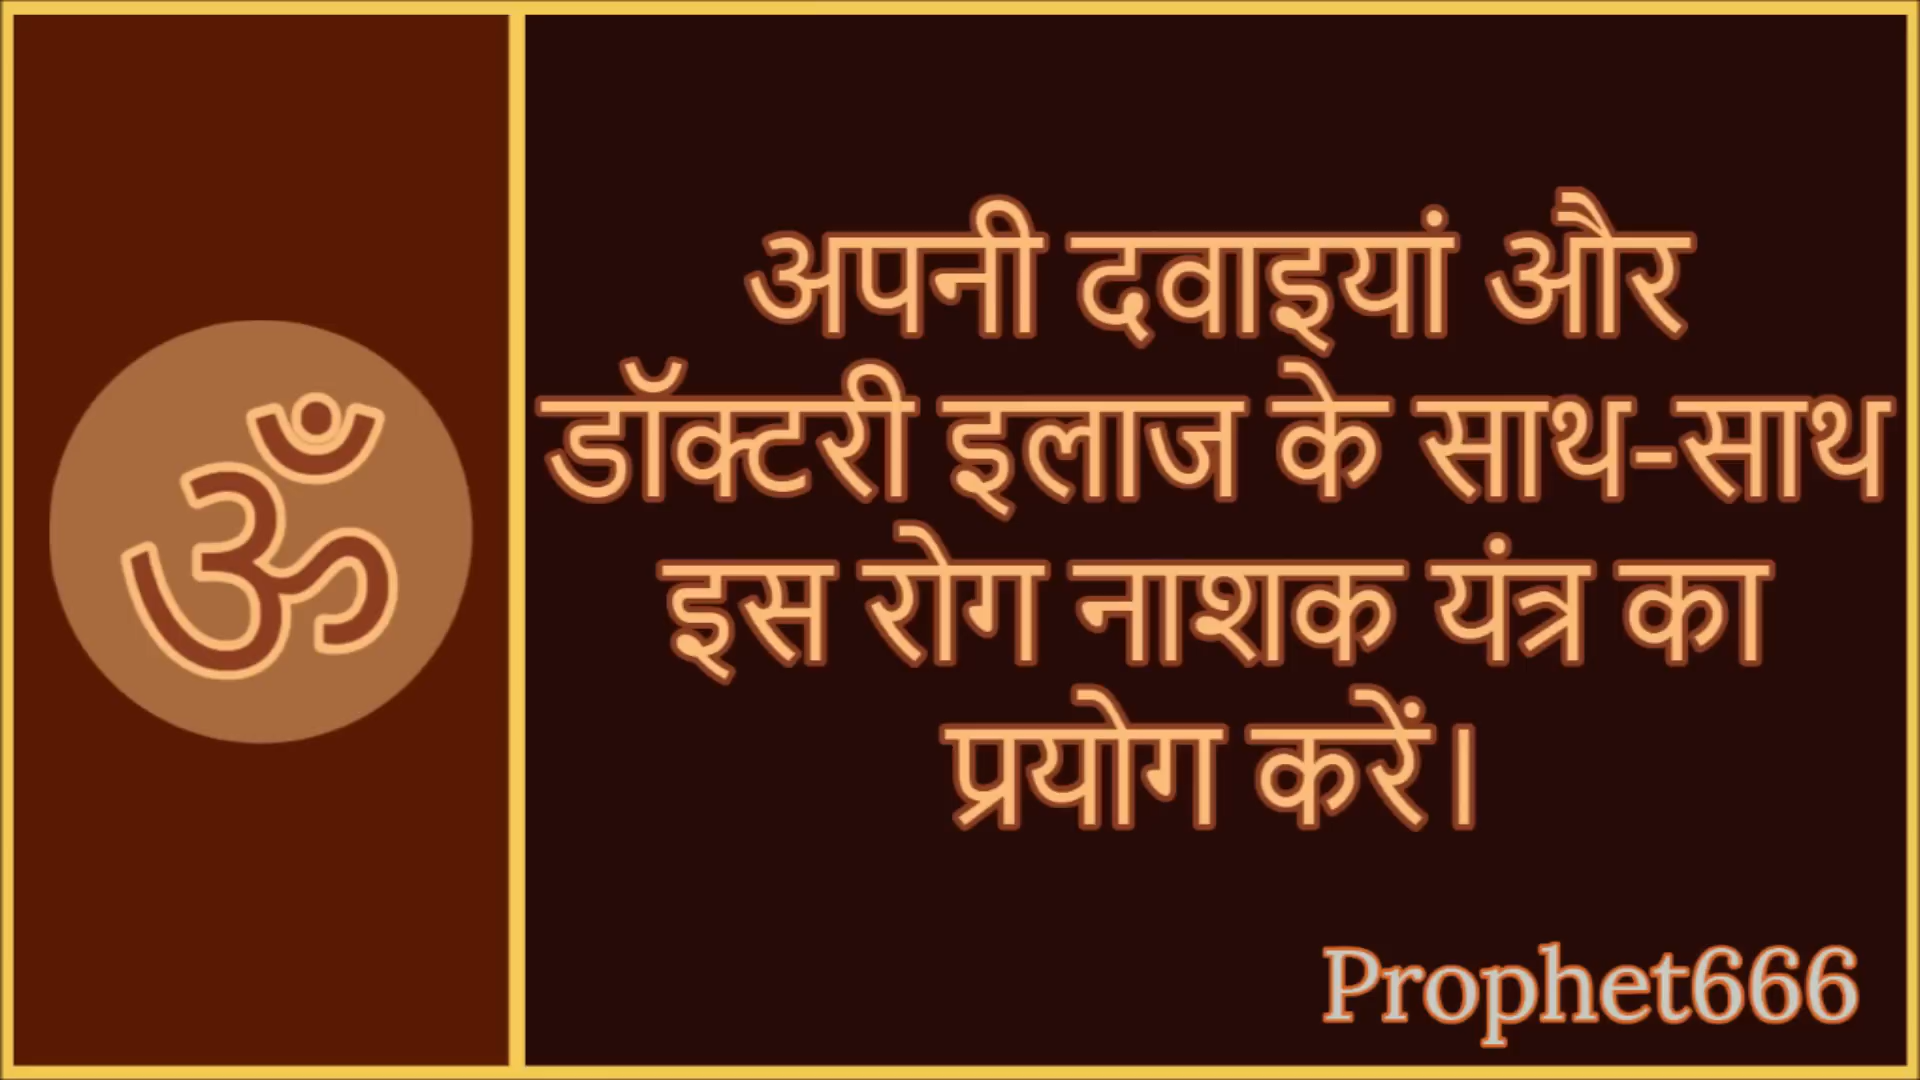 ॐ
अपनी दवाइयां और
डॉक्टरी इलाज के साथ-साथ
इस रोग नाशक यंत्र का
प्रयोग करें।
Prophet666